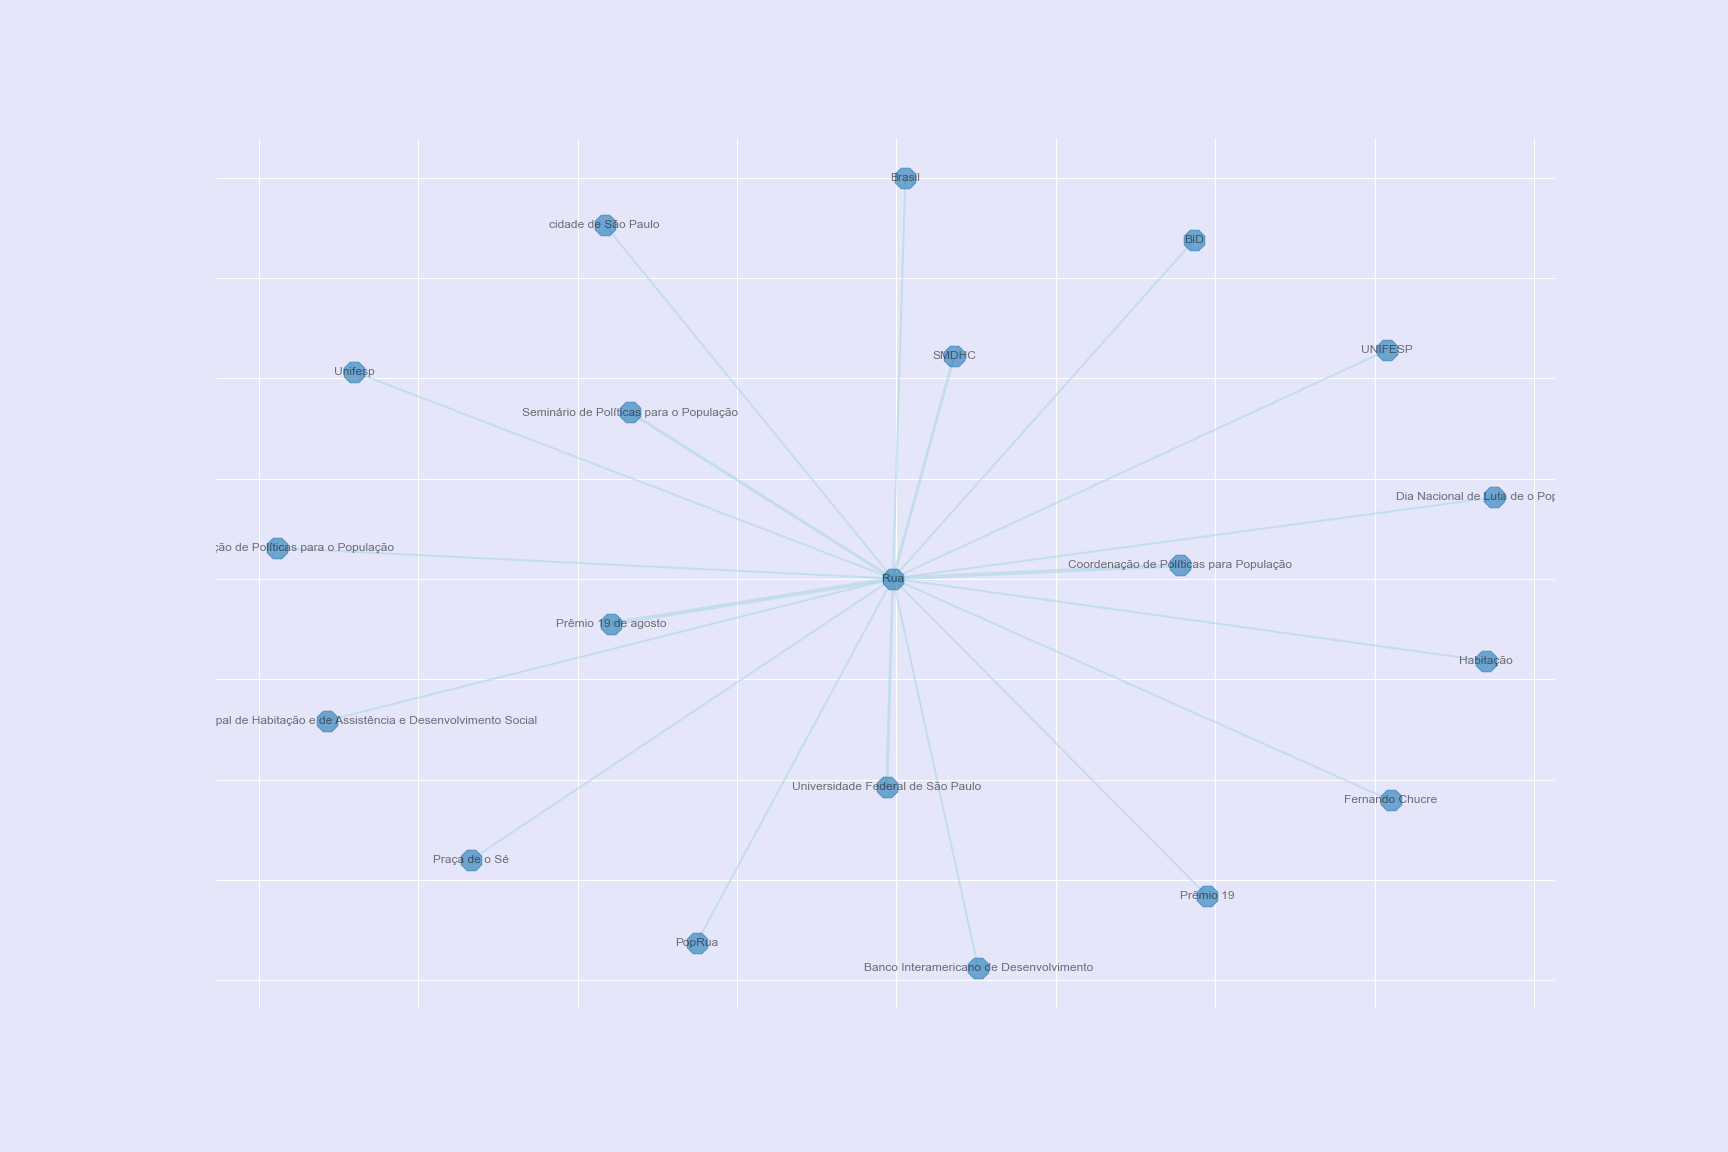 Brasil
cidade de São Paulo
BID
UNIFESP
SMDHC
Unifesp
Seminário de Políticas para o População
Dia Nacional de Luta de o
de Políticas para o População
Coordenação de Políticas para População
Rua
Prêmio 19 de agosto
Habitação
de Habitação e de Assistência e Desenvolvimento Social
Universidade Federal de São Paulo
Fernando Chucre
Praça de o Sé
Prêmio 19
PopRua
Banco Interamericano de Desenvolvimento